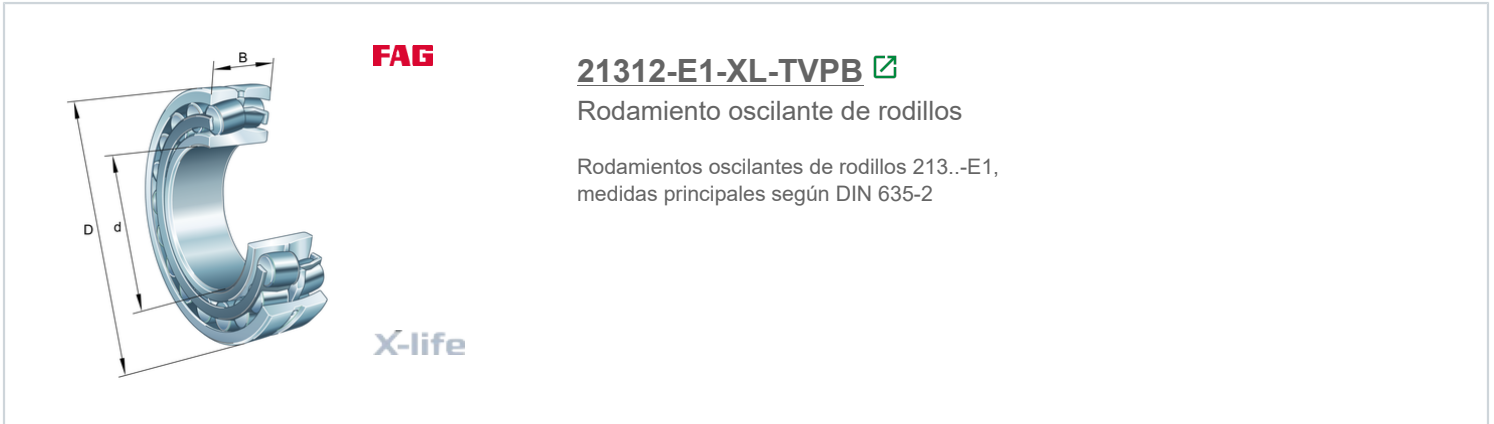 FAG
B
D
d
X-life
21312-E1-XL-TVPB
Rodamiento oscilante de rodillos
Rodamientos oscilantes de rodillos 213..-E1,
medidas principales según DIN 635-2